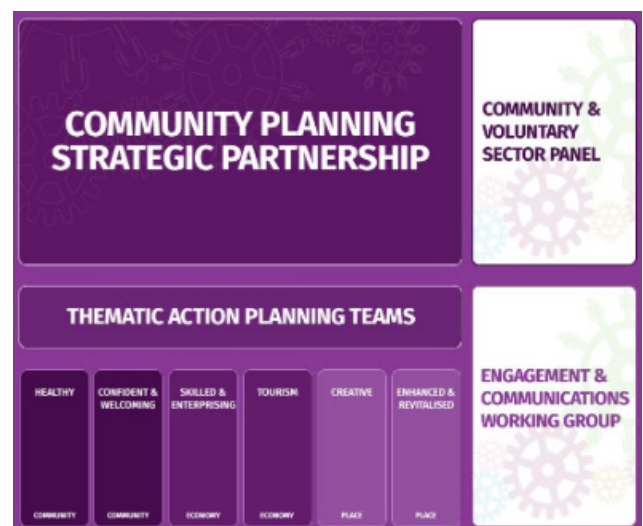 COMMUNITY PLANNING
STRATEGIC PARTNERSHIP
COMMUNITY &
VOLUNTARY
SECTOR PANEL
THEMATIC ACTION PLANNING TEAMS
HEALTHY
COMMUNITY
CONFIDENT &
WELCOMING
COMMUNITY
SKILLED &
ENTERPRISING
ECONOMY
TOURISM
ECONOMY
CREATIVE
PLACE
ENHANCED &
REVITALISED
PLACE
ENGAGEMENT &
COMMUNICATIONS
WORKING GROUP